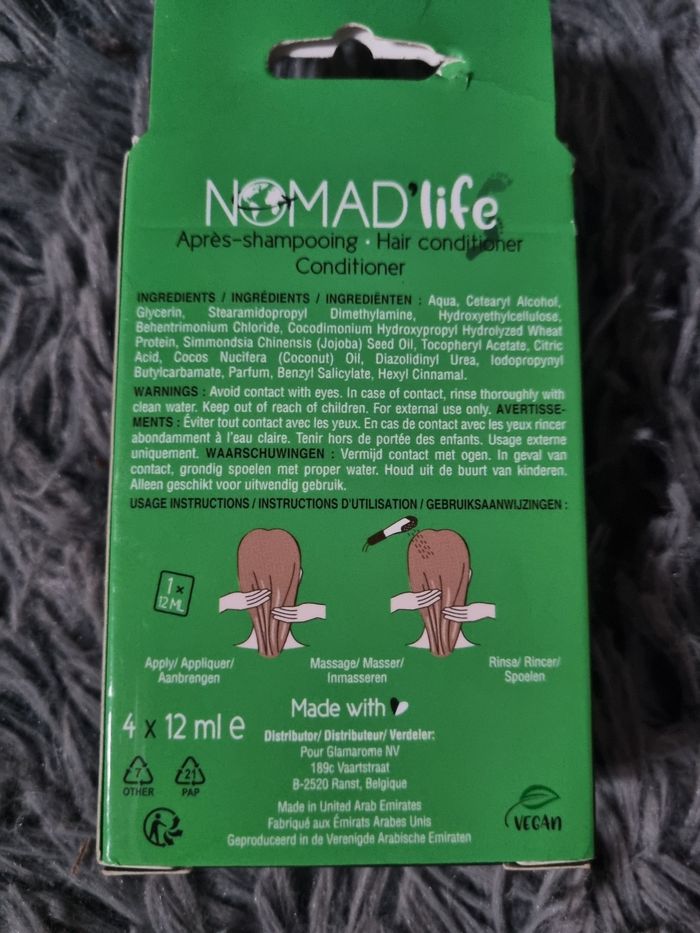 NOMAD'life
Après-shampooing · Hair conditioner
Conditioner
INGREDIENTS / INGRÉDIENTS / INGREDIËNTEN : Aqua, Cetearyl Alcohol,
Glycerin, Stearamidopropyl Dimethylamine, Hydroxyethylcellulose,
Behentrimonium Chloride, Cocodimonium Hydroxypropyl Hydrolyzed Wheat
Protein, Simmondsia Chinensis (Jojoba) Seed Oil, Tocopheryl Acetate, Citric
Acid, Cocos Nucifera (Coconut) Oil, Diazolidinyl Urea, Iodopropynyl
Butylcarbamate, Parfum, Benzyl Salicylate, Hexyl Cinnamal.
WARNINGS : Avoid contact with eyes. In case of contact, rinse thoroughly with
clean water. Keep out of reach of children. For external use only. AVERTISSE-
MENTS : Éviter tout contact avec les yeux. En cas de contact avec les yeux rincer
abondamment à l'eau claire. Tenir hors de portée des enfants. Usage externe
uniquement. WAARSCHUWINGEN : Vermijd contact met ogen. In geval van
contact, grondig spoelen met proper water. Houd uit de buurt van kinderen.
Alleen geschikt voor uitwendig gebruik.
USAGE INSTRUCTIONS / INSTRUCTIONS D'UTILISATION / GEBRUIKSAANWIJZINGEN :
1 x
12 ML
Apply/ Appliquer/
Aanbrengen
Massage/ Masser/
Inmasseren
Rinse/ Rincer/
Spoelen
4 x 12 ml e
Made with
Distributor/ Distributeur/ Verdeler:
Pour Glamarome NV
189c Vaartstraat
B-2520 Ranst, Belgique
7
OTHER
21
PAP
Made in United Arab Emirates
Fabriqué aux Émirats Arabes Unis
Geproduceerd in de Verenigde Arabische Emiraten
VEGAN